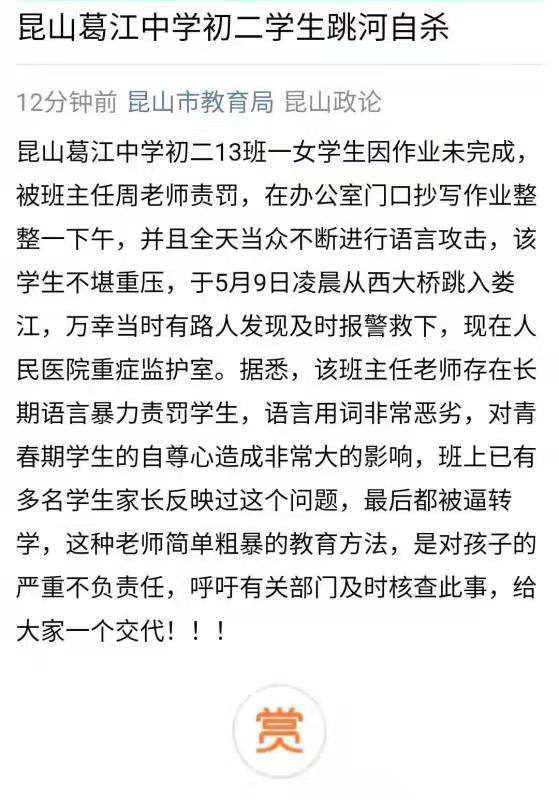 昆山葛江中学初二学生跳河自杀
12分钟前 昆山市教育局 昆山政论
昆山葛江中学初二13班一女学生因作业未完成，
被班主任周老师责罚，在办公室门口抄写作业整
整一下午，并且全天当众不断进行语言攻击，该
学生不堪重压，于5月9日凌晨从西大桥跳入娄
江，万幸当时有路人发现及时报警救下，现在人
民医院重症监护室。据悉，该班主任老师存在长
期语言暴力责罚学生，语言用词非常恶劣，对青
春期学生的自尊心造成非常大的影响，班上已有
多名学生家长反映过这个问题，最后都被逼转
学，这种老师简单粗暴的教育方法，是对孩子的
严重不负责任，呼吁有关部门及时核查此事，给
大家一个交代！！！
赏